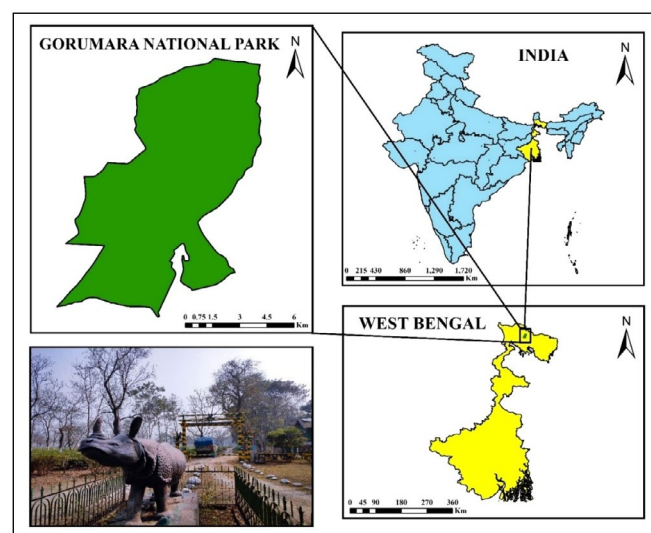 GORUMARA NATIONAL PARK
N
0 0.75 1.5 3 4.5 6
Km
INDIA
N
0 215 430 860 1,290 1,720
Km
WEST BENGAL
N
0 45 90 180 270 360
Km